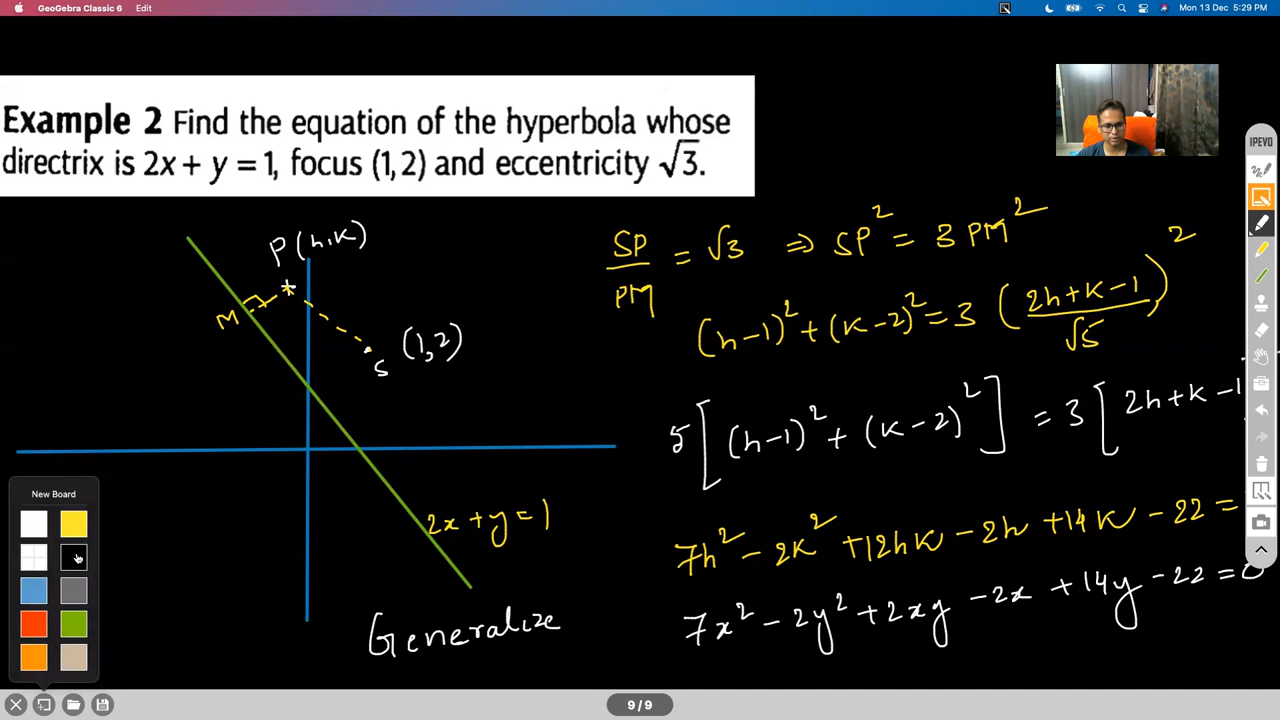 GeoGebra Classic 6 Edit Mon 13 Dec 5:29 PM
Example 2 Find the equation of the hyperbola whose
directrix is 2x + y = 1, focus (1, 2) and eccentricity √3.
IPEVO
P(h,k)
M
S (1,2)
2x + y = 1
Generalize
SP/PM = √3 ⇒ SP² = 3 PM²
(h-1)² + (k-2)² = 3 ((2h+k-1)/√5)²
5[(h-1)² + (k-2)²] = 3[2h+k-1
7h² - 2k² + 12hk - 2h + 14k - 22 =
7x² - 2y² + 2xy - 2x + 14y - 22 = 0
New Board
9 / 9